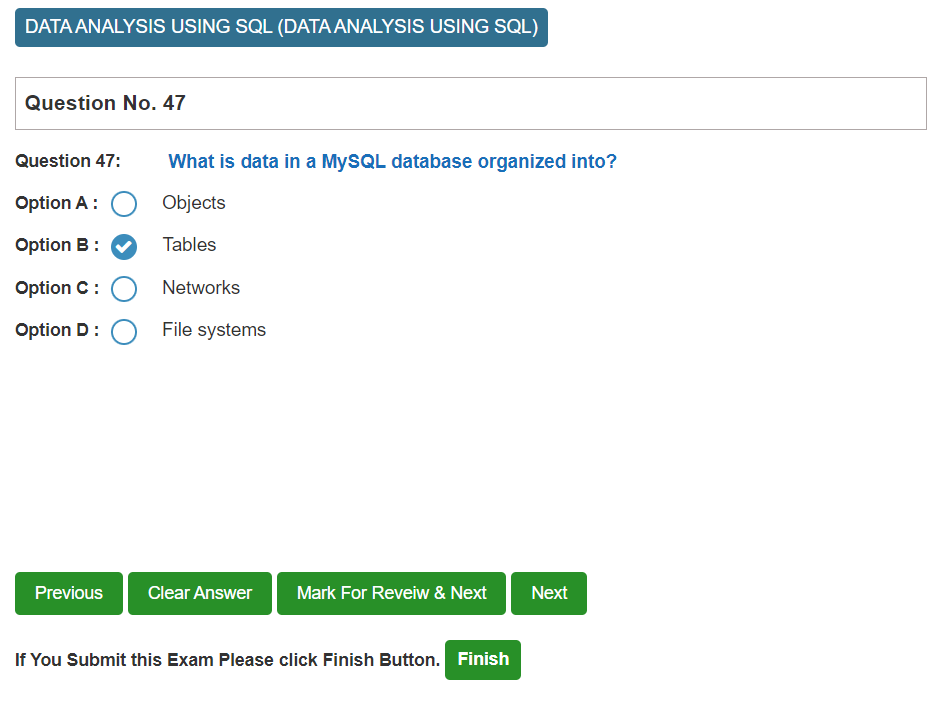 DATA ANALYSIS USING SQL (DATA ANALYSIS USING SQL)
Question No. 47
Question 47: What is data in a MySQL database organized into?
Option A : Objects
Option B : Tables
Option C : Networks
Option D : File systems
Previous Clear Answer Mark For Reveiw & Next Next
If You Submit this Exam Please click Finish Button. Finish